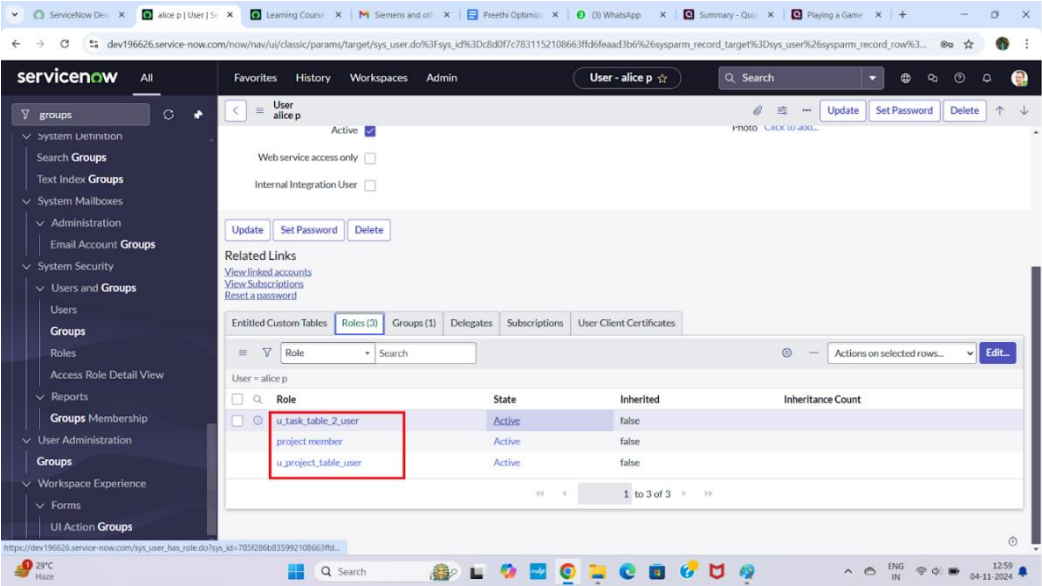 ServiceNow Deve
alice p | User | Se
Learning Course
Siemens and oth
Preethi Optimiz
(3) WhatsApp
Summary - Quiz
Playing a Game
dev196626.service-now.com/now/nav/ui/classic/params/target/sys_user.do%3Fsys_id%3Dc8d0f7c7831152108663ffd6feaad3b6%26sysparm_record_target%3Dsys_user%26sysparm_record_row%3...
servicenow All Favorites History Workspaces Admin User - alice p Search
groups
System Definition
Search Groups
Text Index Groups
System Mailboxes
Administration
Email Account Groups
System Security
Users and Groups
Users
Groups
Roles
Access Role Detail View
Reports
Groups Membership
User Administration
Groups
Workspace Experience
Forms
UI Action Groups
User
alice p
Update Set Password Delete
Active
Photo Click to add...
Web service access only
Internal Integration User
Update Set Password Delete
Related Links
View linked accounts
View Subscriptions
Reset a password
Entitled Custom Tables Roles (3) Groups (1) Delegates Subscriptions User Client Certificates
Role Search Actions on selected rows... Edit...
User = alice p
Role State Inherited Inheritance Count
u_task_table_2_user Active false
project member Active false
u_project_table_user Active false
1 to 3 of 3
https://dev196626.service-now.com/sys_user_has_role.do?sys_id=785f286b835992108663ffd...
29°C
Haze
Search
ENG
IN
12:59
04-11-2024